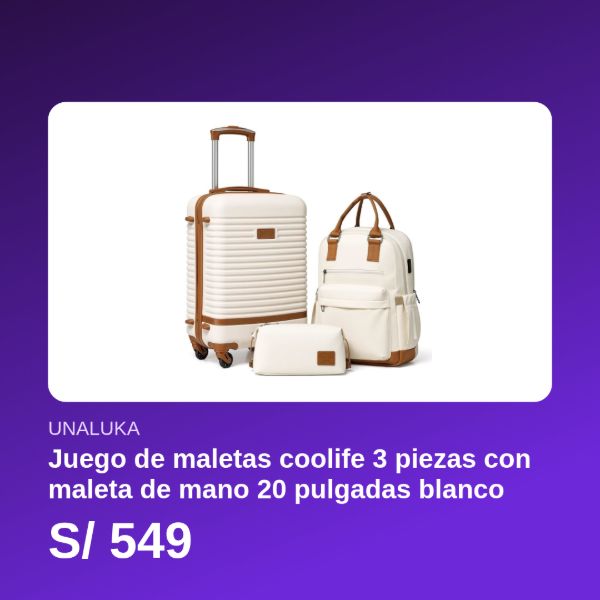 UNALUKA
Juego de maletas coolife 3 piezas con
maleta de mano 20 pulgadas blanco
S/ 549